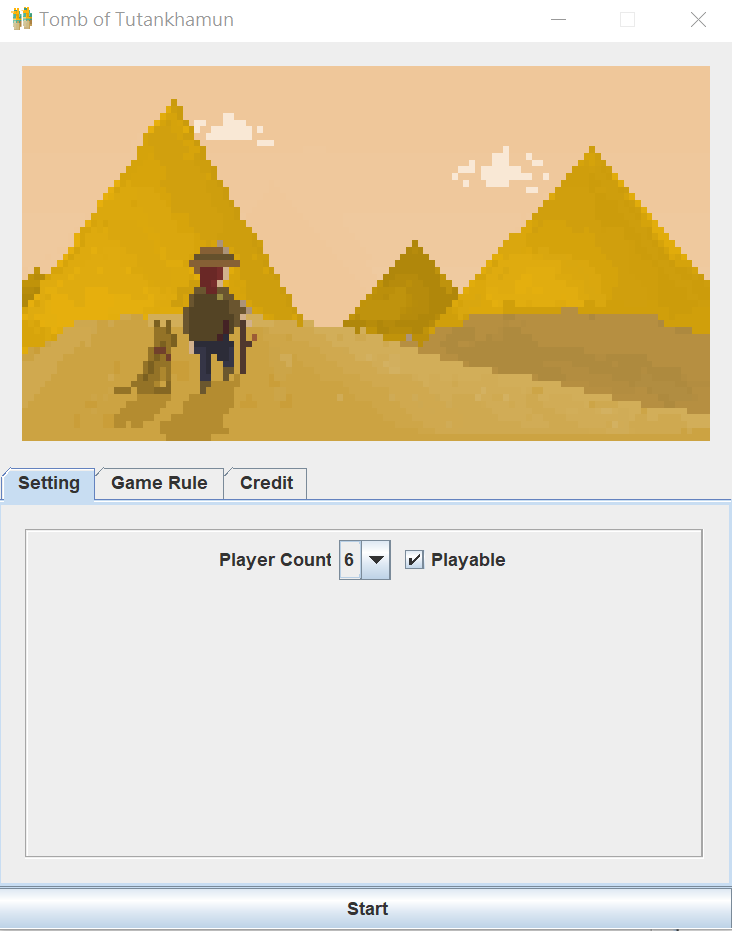 Tomb of Tutankhamun
Setting Game Rule Credit
Player Count 6 Playable
Start